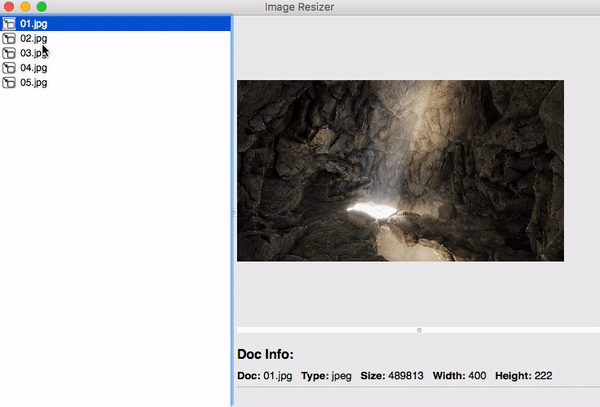 Image Resizer
01.jpg
02.jpg
03.jpg
04.jpg
05.jpg
Doc Info:
Doc: 01.jpg Type: jpeg Size: 489813 Width: 400 Height: 222